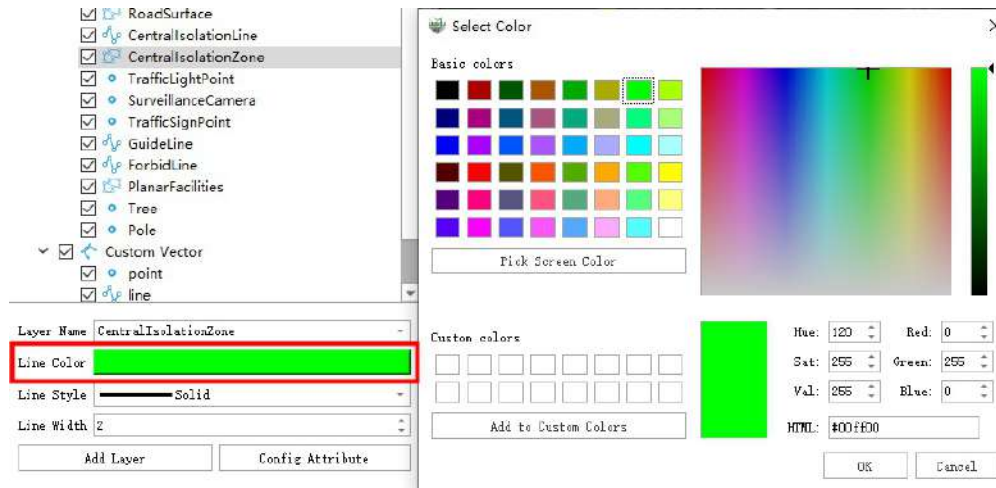 RoadSurface
CentralIsolationLine
CentralIsolationZone
TrafficLightPoint
SurveillanceCamera
TrafficSignPoint
GuideLine
ForbidLine
PlanarFacilities
Tree
Pole
Custom Vector
point
line
Layer Name CentralIsolationZone
Line Color
Line Style Solid
Line Width 2
Add Layer Config Attribute
Select Color
Basic colors
Pick Screen Color
Custom colors
Add to Custom Colors
Hue: 120 Red: 0
Sat: 255 Green: 255
Val: 255 Blue: 0
HTML: #00ff00
OK Cancel